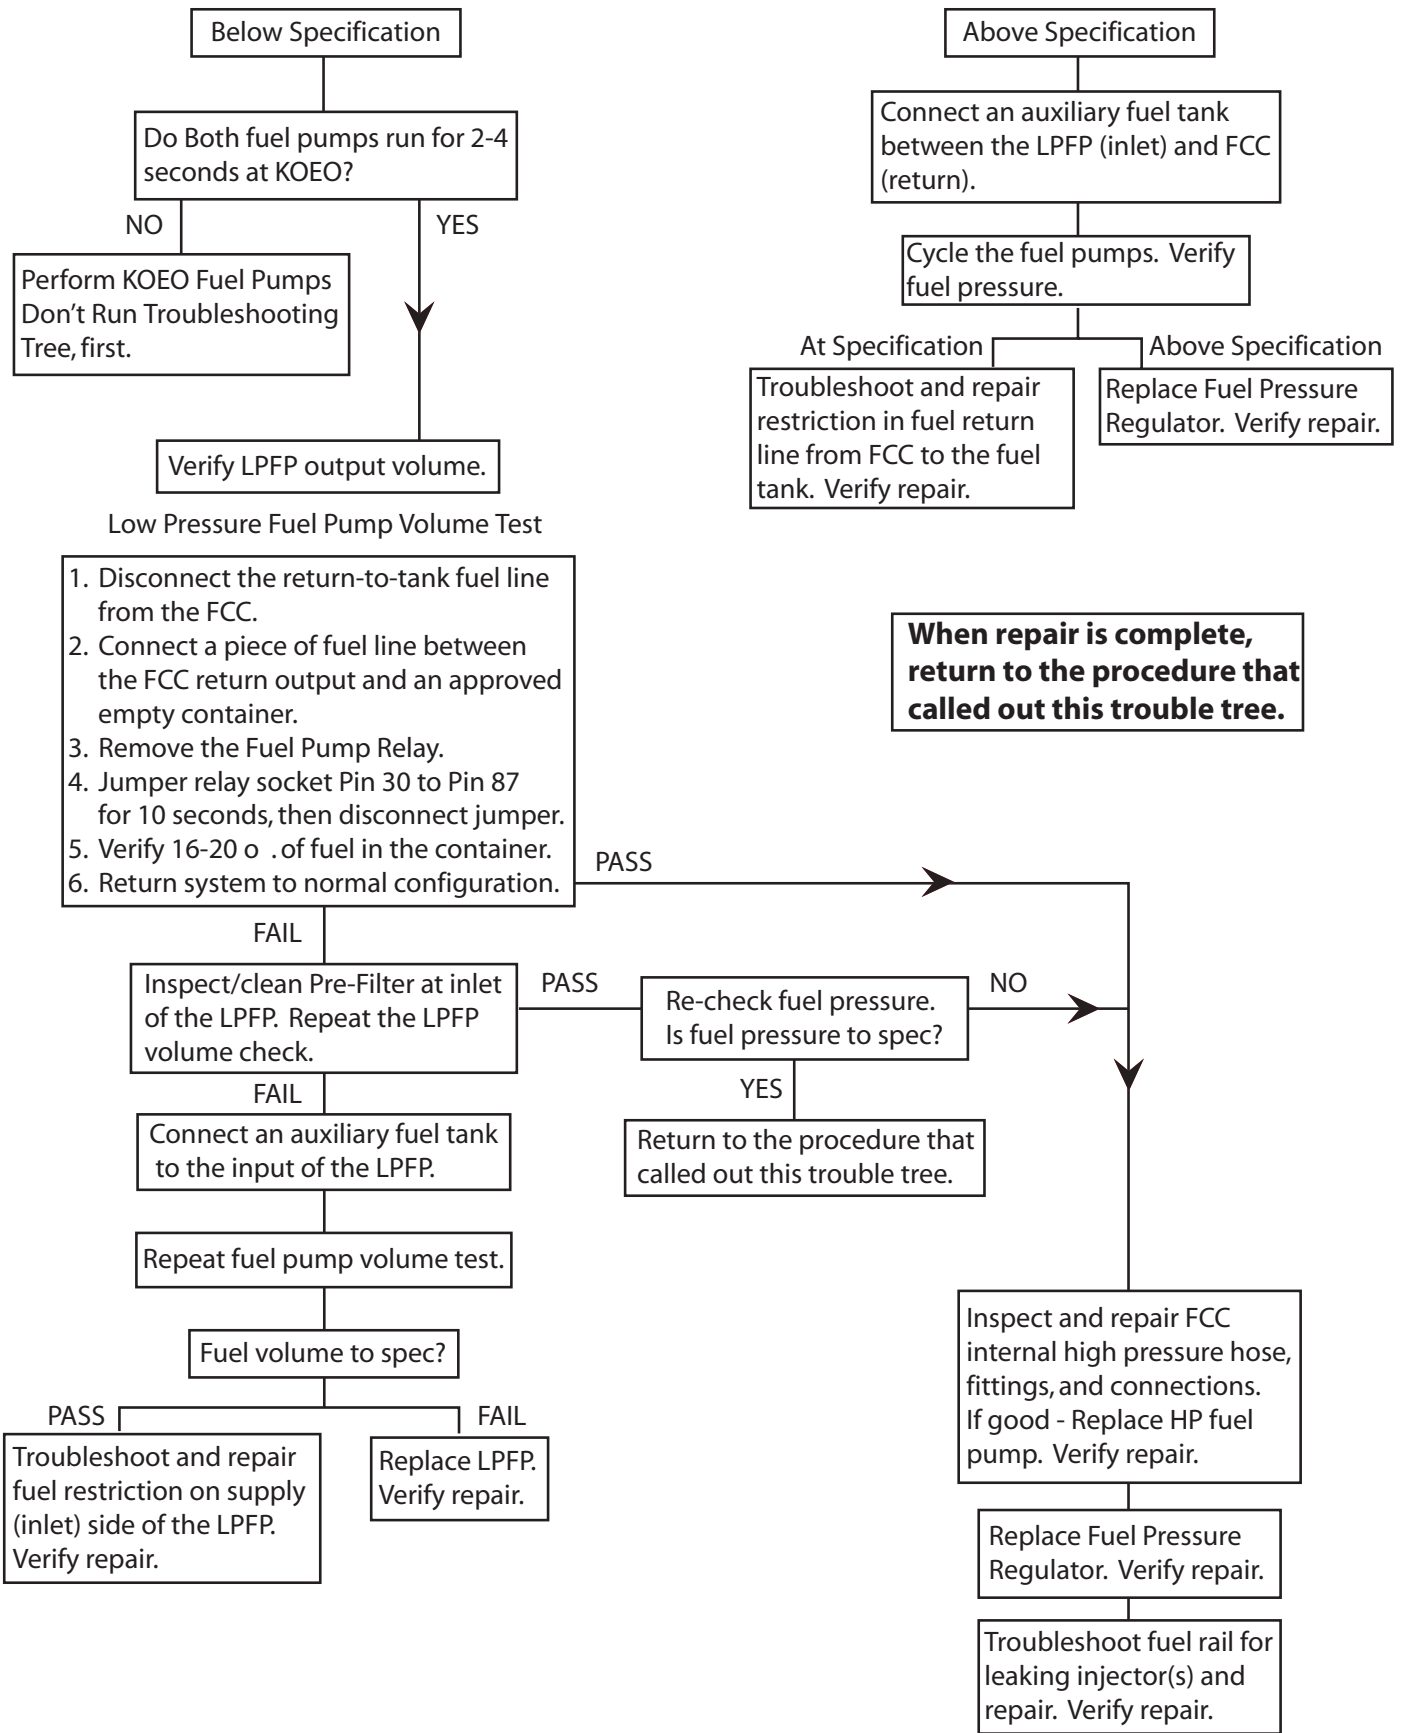 Below Specification
Do Both fuel pumps run for 2-4
seconds at KOEO?
NO
YES
Perform KOEO Fuel Pumps
Don't Run Troubleshooting
Tree, first.
Verify LPFP output volume.
Low Pressure Fuel Pump Volume Test
1. Disconnect the return-to-tank fuel line
from the FCC.
2. Connect a piece of fuel line between
the FCC return output and an approved
empty container.
3. Remove the Fuel Pump Relay.
4. Jumper relay socket Pin 30 to Pin 87
for 10 seconds, then disconnect jumper.
5. Verify 16-20 o . of fuel in the container.
6. Return system to normal configuration.
PASS
FAIL
Inspect/clean Pre-Filter at inlet
of the LPFP. Repeat the LPFP
volume check.
PASS
Re-check fuel pressure.
Is fuel pressure to spec?
NO
YES
Return to the procedure that
called out this trouble tree.
FAIL
Connect an auxiliary fuel tank
to the input of the LPFP.
Repeat fuel pump volume test.
Fuel volume to spec?
PASS
FAIL
Troubleshoot and repair
fuel restriction on supply
(inlet) side of the LPFP.
Verify repair.
Replace LPFP.
Verify repair.
Above Specification
Connect an auxiliary fuel tank
between the LPFP (inlet) and FCC
(return).
Cycle the fuel pumps. Verify
fuel pressure.
At Specification
Above Specification
Troubleshoot and repair
restriction in fuel return
line from FCC to the fuel
tank. Verify repair.
Replace Fuel Pressure
Regulator. Verify repair.
When repair is complete,
return to the procedure that
called out this trouble tree.
Inspect and repair FCC
internal high pressure hose,
fittings, and connections.
If good - Replace HP fuel
pump. Verify repair.
Replace Fuel Pressure
Regulator. Verify repair.
Troubleshoot fuel rail for
leaking injector(s) and
repair. Verify repair.